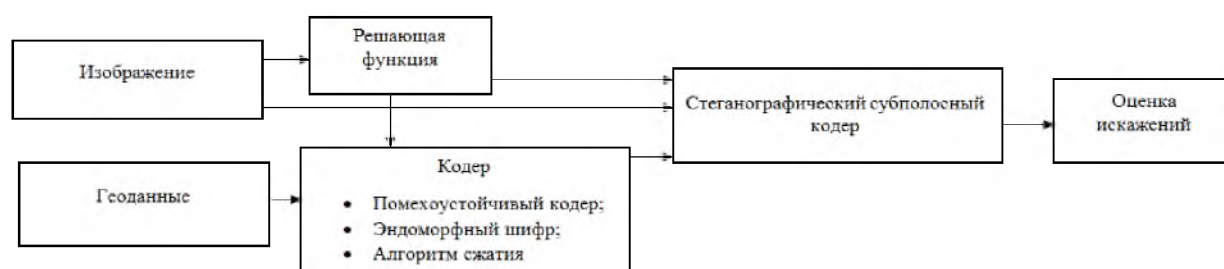 Изображение
Решающая
функция
Стеганографический субполосный
кодер
Оценка
искажений
Геоданные
Кодер
• Помехоустойчивый кодер;
• Эндоморфный шифр;
• Алгоритм сжатия